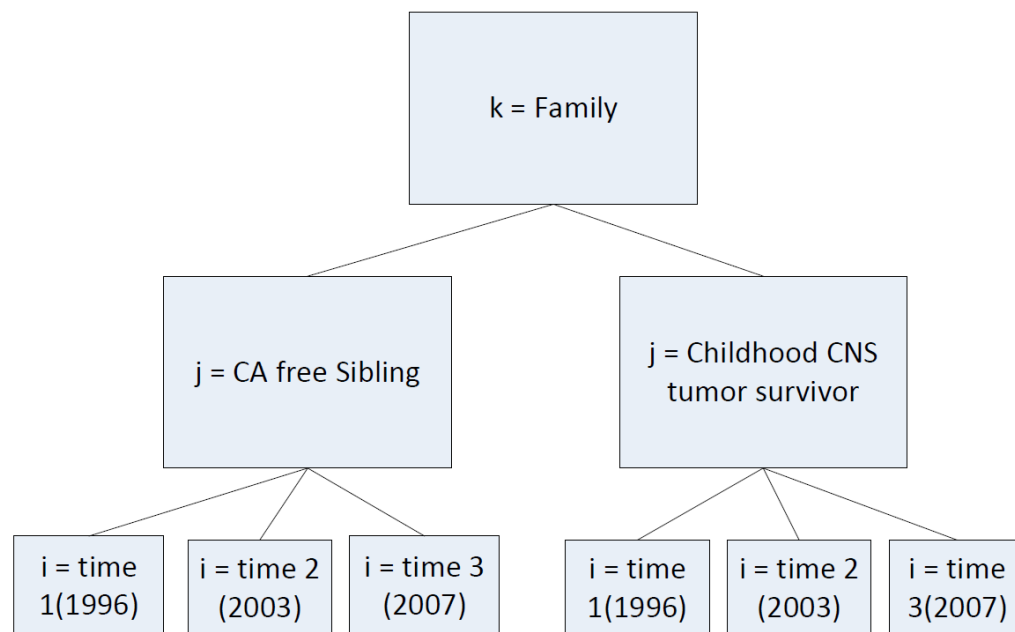 k = Family
j = CA free Sibling
j = Childhood CNS
tumor survivor
i = time
1(1996)
i = time 2
(2003)
i = time 3
(2007)
i = time
1(1996)
i = time 2
(2003)
i = time
3(2007)